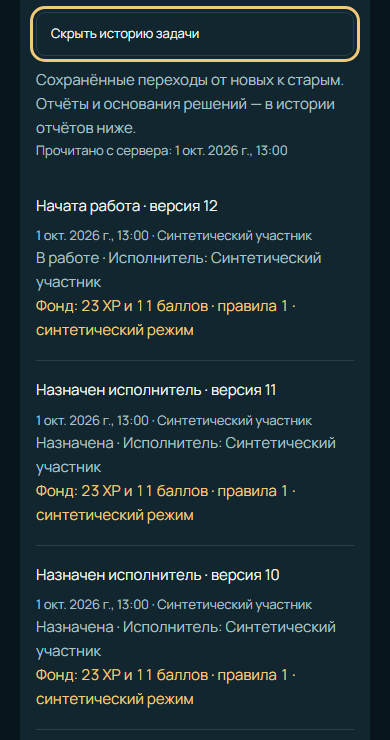 Скрыть историю задачи
Сохранённые переходы от новых к старым.
Отчёты и основания решений — в истории
отчётов ниже.
Прочитано с сервера: 1 окт. 2026 г., 13:00
Начата работа · версия 12
1 окт. 2026 г., 13:00 · Синтетический участник
В работе · Исполнитель: Синтетический
участник
Фонд: 23 XP и 11 баллов · правила 1 ·
синтетический режим
Назначен исполнитель · версия 11
1 окт. 2026 г., 13:00 · Синтетический участник
Назначена · Исполнитель: Синтетический
участник
Фонд: 23 XP и 11 баллов · правила 1 ·
синтетический режим
Назначен исполнитель · версия 10
1 окт. 2026 г., 13:00 · Синтетический участник
Назначена · Исполнитель: Синтетический
участник
Фонд: 23 XP и 11 баллов · правила 1 ·
синтетический режим